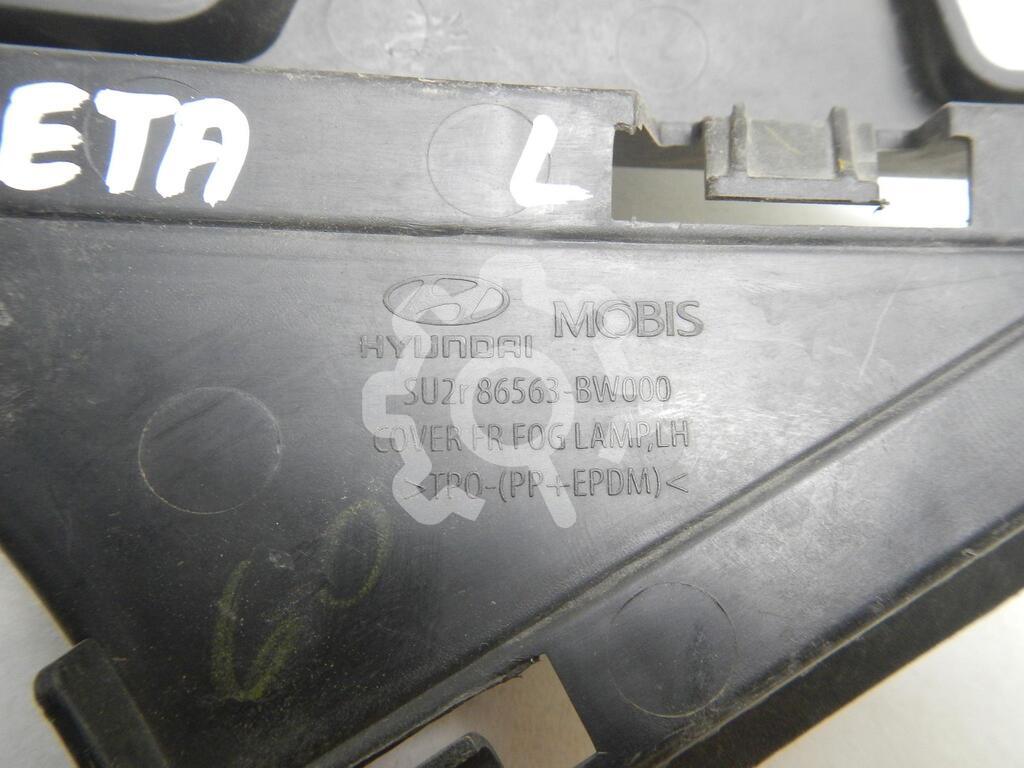 ETA L
HYUNDAI MOBIS
SU2r 86563-BW000
COVER FR FOG LAMP,LH
>TPO-(PP+EPDM)<